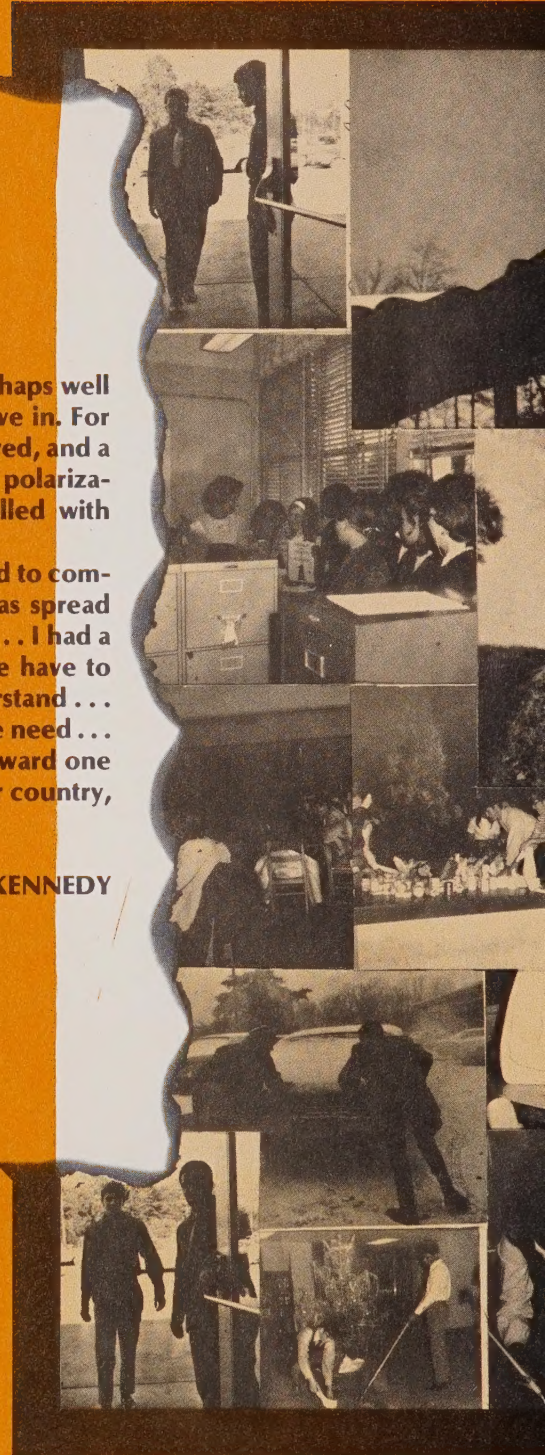 haps well
ve in. For
ed, and a
polariza-
lled with
d to com-
as spread
. . I had a
e have to
rstand . . .
e need . . .
ward one
r country,
KENNEDY